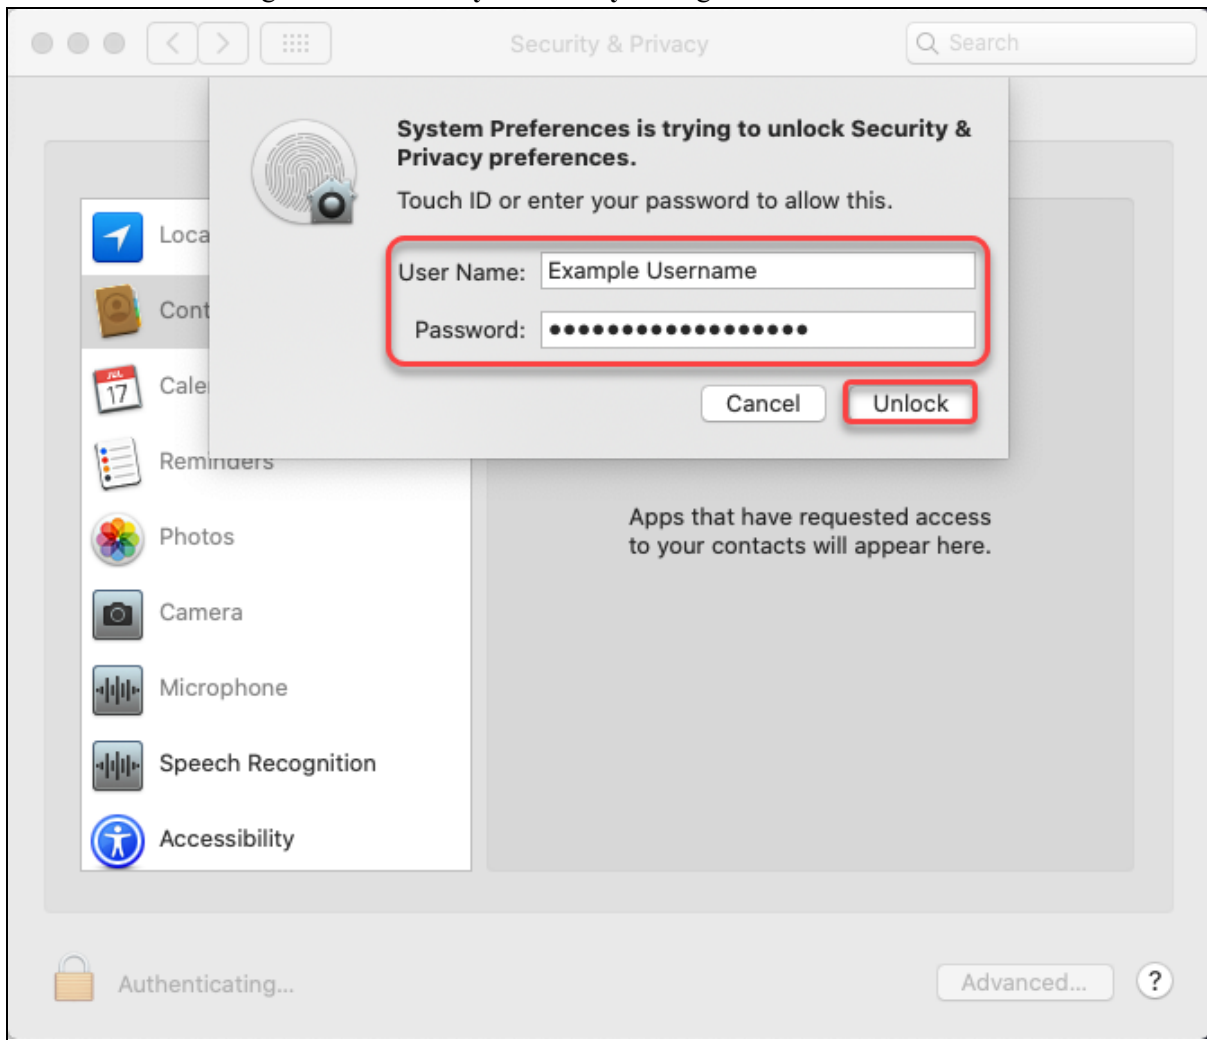 Security & Privacy
Search
System Preferences is trying to unlock Security &
Privacy preferences.
Touch ID or enter your password to allow this.
User Name: Example Username
Password: ●●●●●●●●●●●●●●●●●●
Cancel
Unlock
Loca
Cont
JUL
17
Cale
Reminders
Photos
Camera
Microphone
Speech Recognition
Accessibility
Apps that have requested access
to your contacts will appear here.
Authenticating...
Advanced...
?